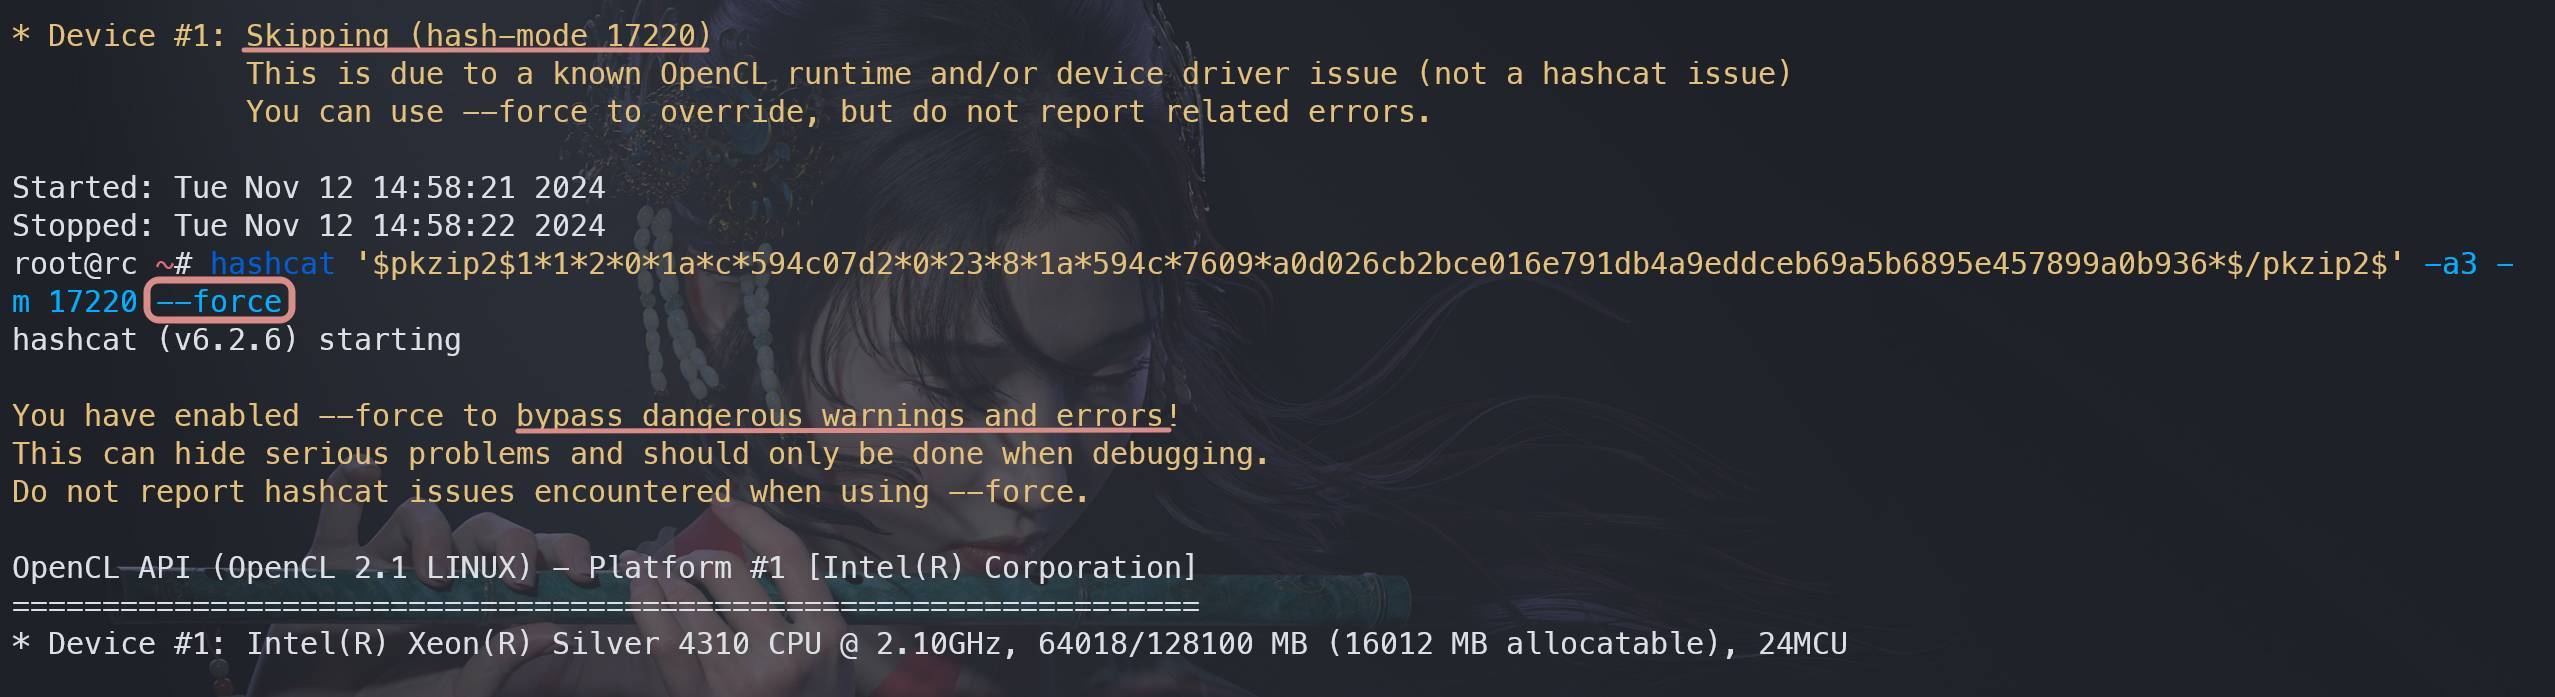 * Device #1: Skipping (hash-mode 17220)
             This is due to a known OpenCL runtime and/or device driver issue (not a hashcat issue)
             You can use --force to override, but do not report related errors.

Started: Tue Nov 12 14:58:21 2024
Stopped: Tue Nov 12 14:58:22 2024
root@rc ~# hashcat '$pkzip2$1*1*2*0*1a*c*594c07d2*0*23*8*1a*594c*7609*a0d026cb2bce016e791db4a9eddceb69a5b6895e457899a0b936*$/pkzip2$' -a3 -
m 17220 --force
hashcat (v6.2.6) starting

You have enabled --force to bypass dangerous warnings and errors!
This can hide serious problems and should only be done when debugging.
Do not report hashcat issues encountered when using --force.

OpenCL API (OpenCL 2.1 LINUX) - Platform #1 [Intel(R) Corporation]
==================================================================
* Device #1: Intel(R) Xeon(R) Silver 4310 CPU @ 2.10GHz, 64018/128100 MB (16012 MB allocatable), 24MCU